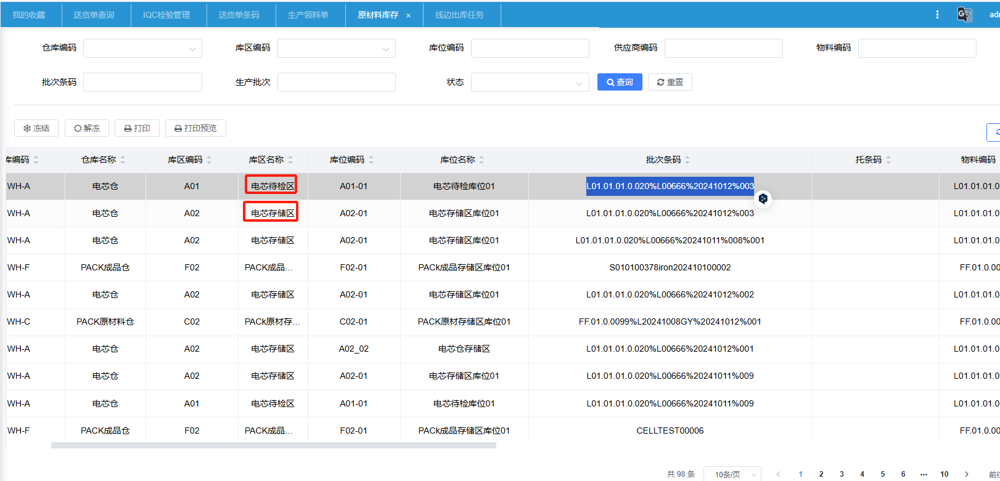 我的收藏 送货单查询 IQC检验管理 送货单条码 生产领料单 原材料库存 × 线边出库任务
仓库编码 库区编码 库位编码 供应商编码 物料编码
批次条码 生产批次 状态 查询 重置
冻结 解冻 打印 打印预览
库编码 仓库名称 库区编码 库区名称 库位编码 库位名称 批次条码 托条码 物料编码
WH-A 电芯仓 A01 电芯待检区 A01-01 电芯待检库位01 L01.01.01.0.020%L00666%20241012%003 L01.01.01.0
WH-A 电芯仓 A02 电芯存储区 A02-01 电芯存储区库位01 L01.01.01.0.020%L00666%20241012%003 L01.01.01.0
WH-A 电芯仓 A02 电芯存储区 A02-01 电芯存储区库位01 L01.01.01.0.020%L00666%20241011%008%001 L01.01.01.0
WH-F PACK成品仓 F02 PACK成品... F02-01 PACk成品存储区库位01 S010100378iron202410100002 FF.01.0.00
WH-A 电芯仓 A02 电芯存储区 A02-01 电芯存储区库位01 L01.01.01.0.020%L00666%20241012%002 L01.01.01.0
WH-C PACK原材料仓 C02 PACk原材存... C02-01 PACK原材存储区库位01 FF.01.0.0099%L20241008GY%20241012%001 FF.01.0.00
WH-A 电芯仓 A02 电芯存储区 A02_02 电芯仓存储区 L01.01.01.0.020%L00666%20241012%001 L01.01.01.0
WH-A 电芯仓 A02 电芯存储区 A02-01 电芯存储区库位01 L01.01.01.0.020%L00666%20241011%009 L01.01.01.0
WH-A 电芯仓 A01 电芯待检区 A01-01 电芯待检库位01 L01.01.01.0.020%L00666%20241011%009 L01.01.01.0
WH-F PACK成品仓 F02 PACK成品... F02-01 PACk成品存储区库位01 CELLTEST00006 FF.01.0.00
共 98 条 10条/页 1 2 3 4 5 6 ••• 10 前往